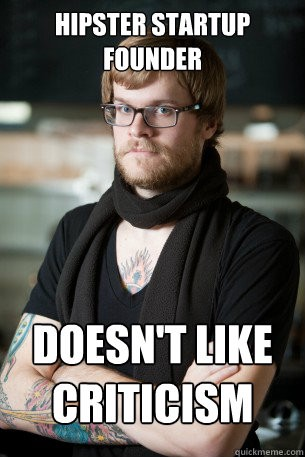 HIPSTER STARTUP
FOUNDER
DOESN'T LIKE
CRITICISM
quickmeme.com